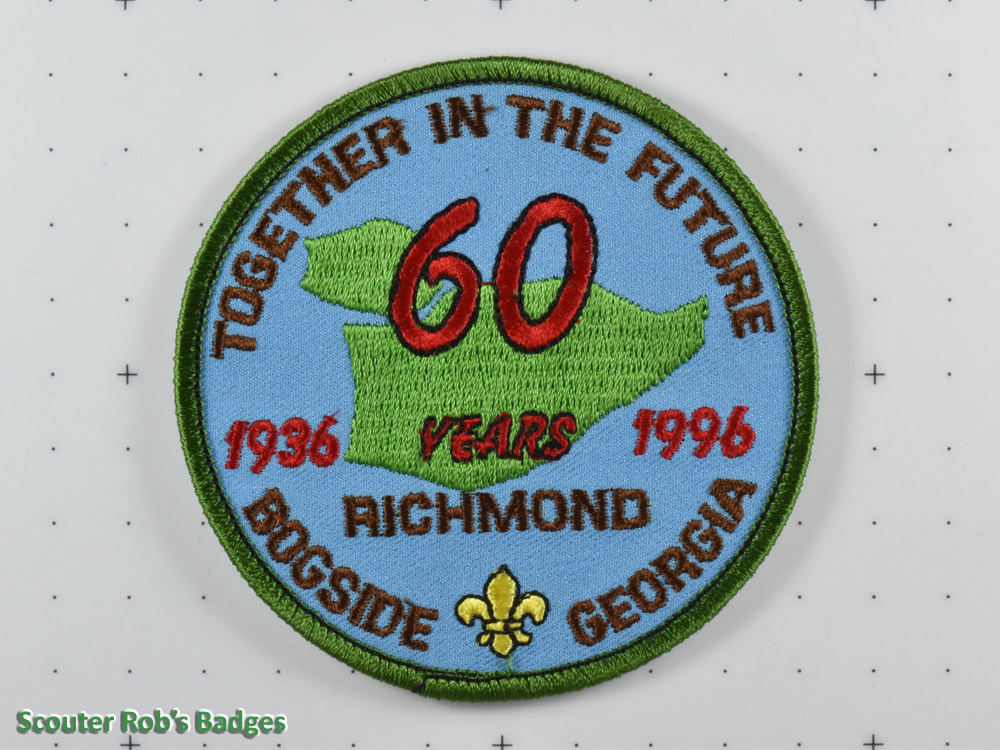 TOGETHER IN THE FUTURE
60
YEARS
1936
1996
RICHMOND
BOGSIDE
GEORGIA
Scouter Rob's Badges